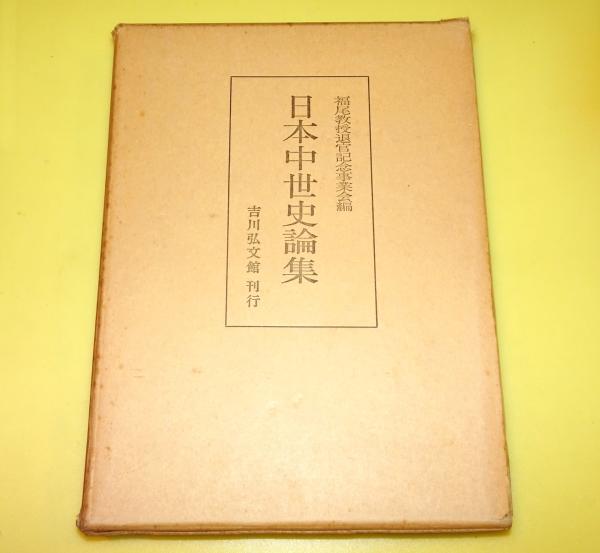 福尾教授退官記念事業会編
日本中世史論集
吉川弘文館 刊行